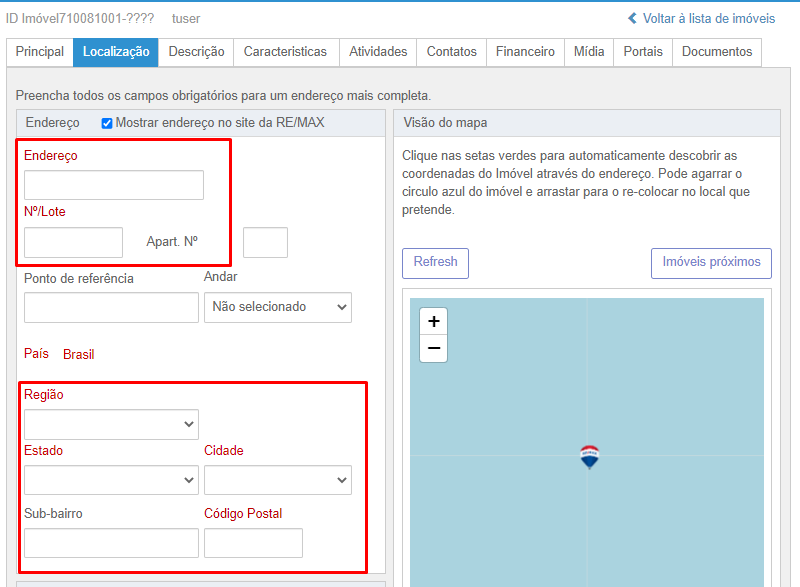 ID Imóvel710081001-???? tuser
Voltar à lista de imóveis
Principal Localização Descrição Características Atividades Contatos Financeiro Mídia Portais Documentos
Preencha todos os campos obrigatórios para um endereço mais completa.
Endereço Mostrar endereço no site da RE/MAX
Endereço
Nº/Lote
Apart. Nº
Ponto de referência Andar
Não selecionado
País Brasil
Região
Estado Cidade
Sub-bairro Código Postal
Visão do mapa
Clique nas setas verdes para automaticamente descobrir as
coordenadas do Imóvel através do endereço. Pode agarrar o
circulo azul do imóvel e arrastar para o re-colocar no local que
pretende.
Refresh Imóveis próximos
+
−